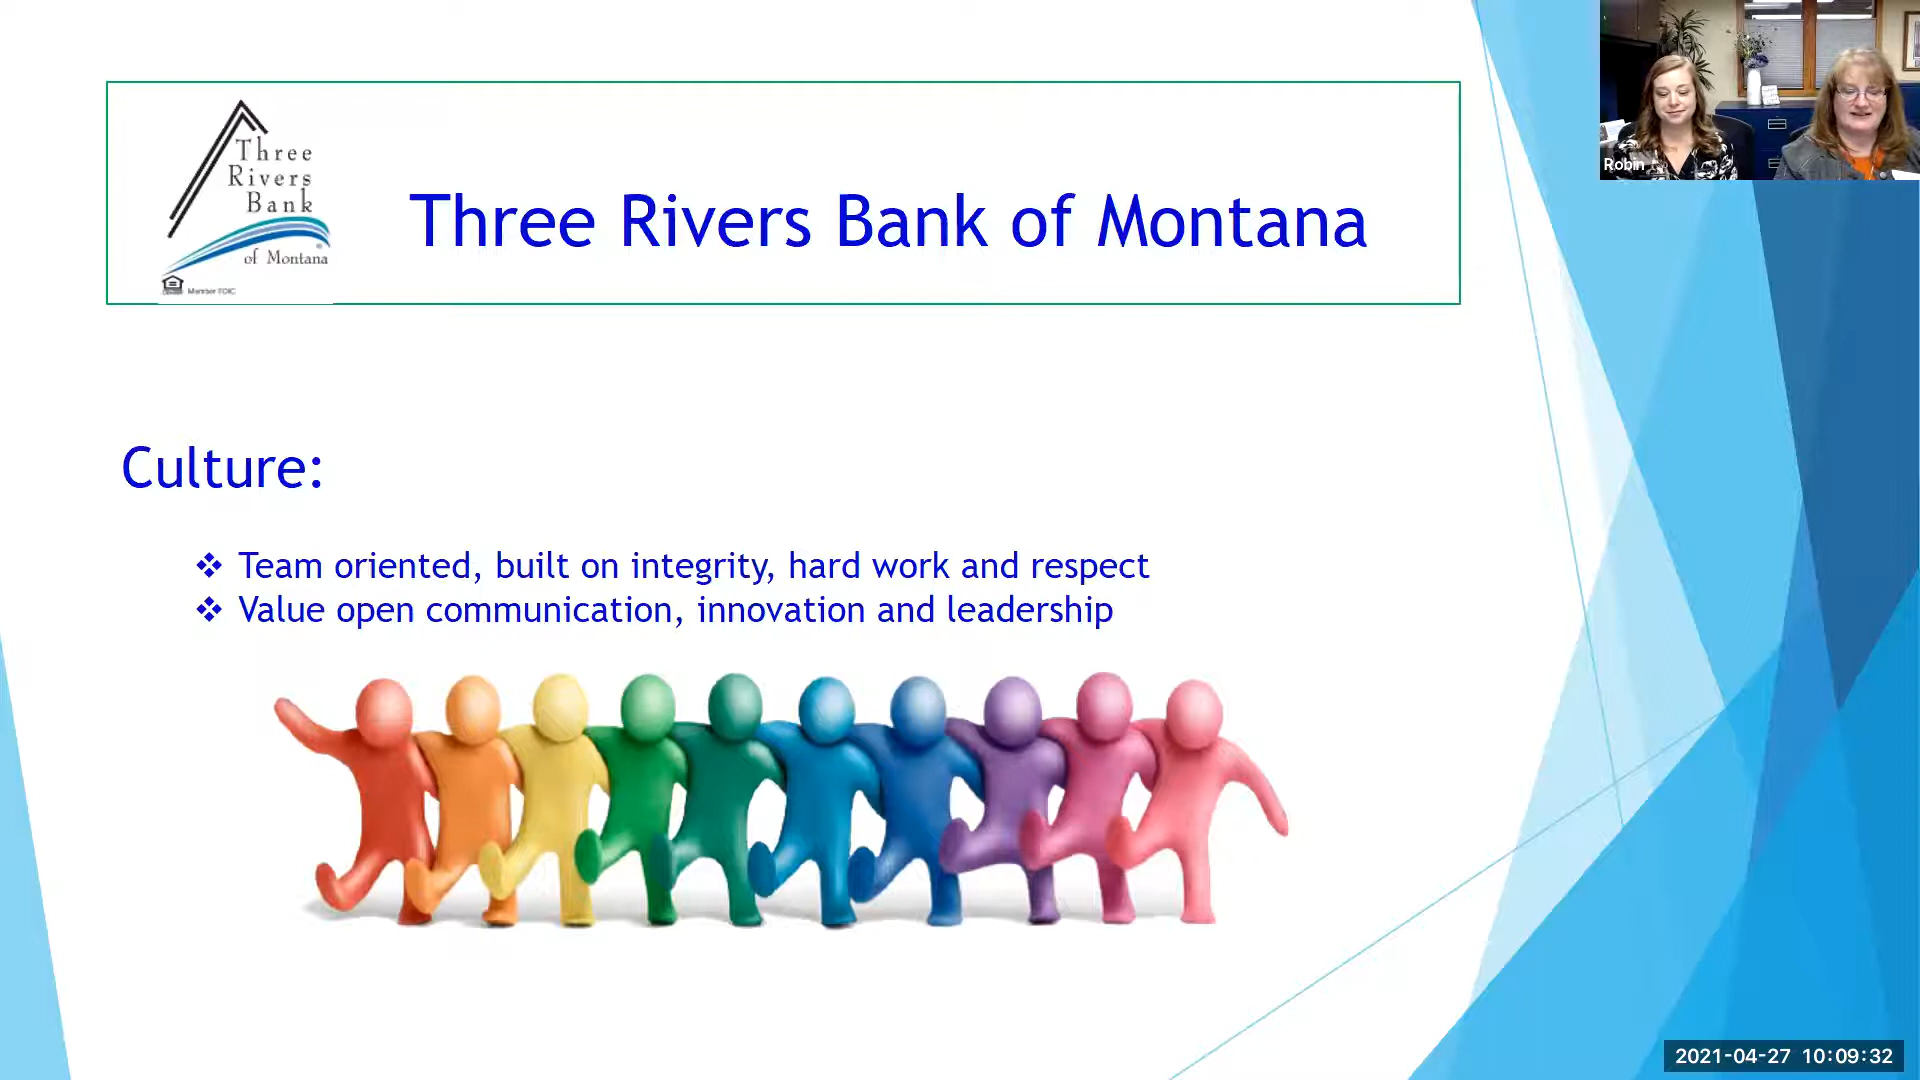 Three
Rivers
Bank
of Montana
Member FDIC
Three Rivers Bank of Montana
Robin
Culture:
❖ Team oriented, built on integrity, hard work and respect
❖ Value open communication, innovation and leadership
2021-04-27 10:09:32